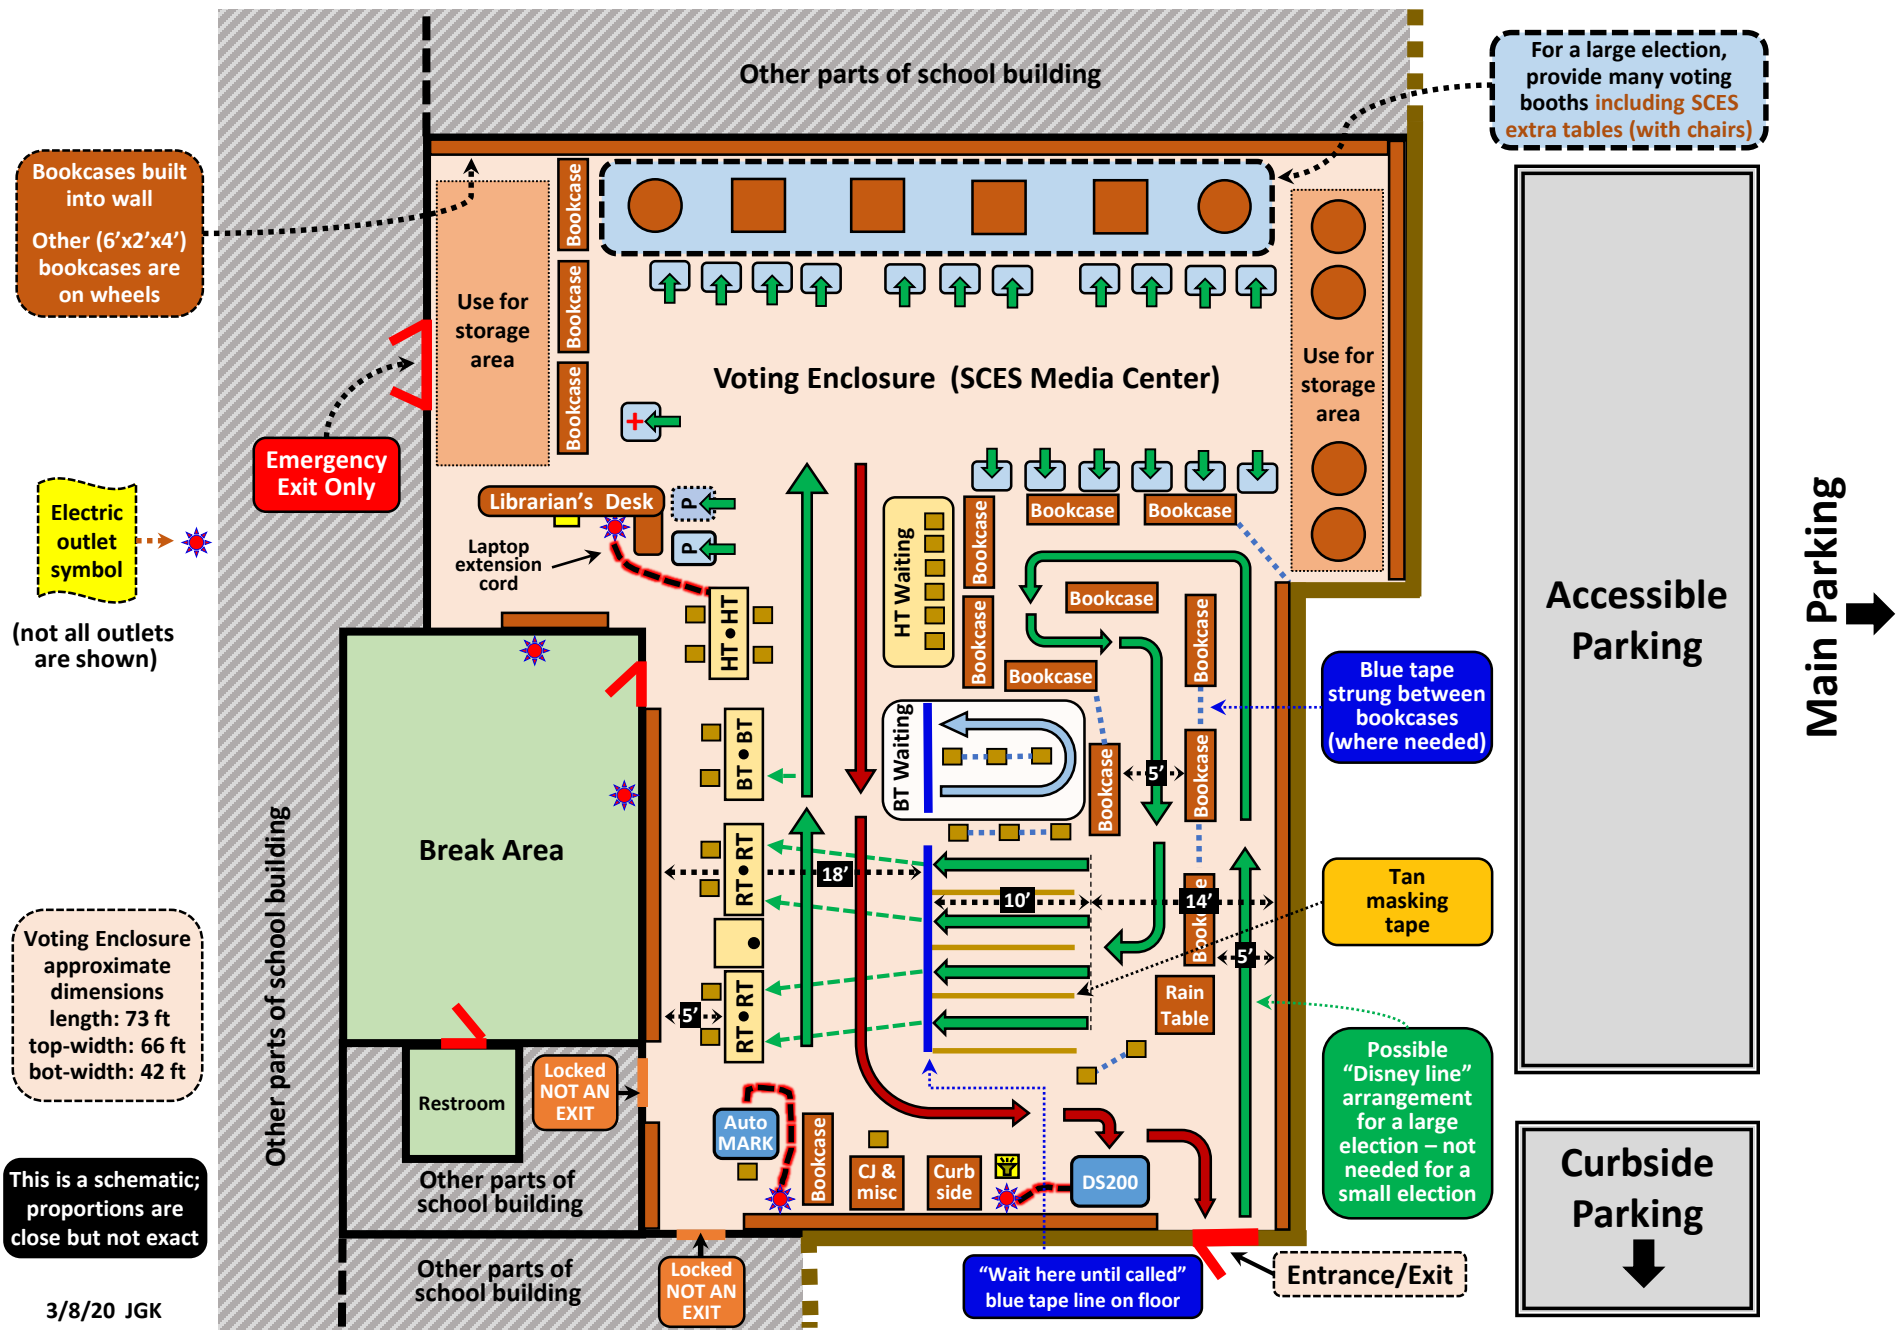 Other parts of school building
For a large election,
provide many voting
booths including SCES
extra tables (with chairs)
Bookcases built
into wall
Other (6’x2’x4’)
bookcases are
on wheels
Bookcase
Bookcase
Bookcase
Use for
storage
area
Use for
storage
area
Voting Enclosure (SCES Media Center)
+
Emergency
Exit Only
Electric
outlet
symbol
(not all outlets
are shown)
Librarian’s Desk
P
P
Laptop
extension
cord
HT Waiting
Bookcase
Bookcase
Bookcase
Bookcase
Bookcase
Bookcase
Bookcase
HT • HT
BT • BT
BT Waiting
Bookcase
Bookcase
5’
Accessible
Parking
Main Parking
Blue tape
strung between
bookcases
(where needed)
Other parts of school building
Break Area
RT • RT
18’
10’
14’
Bookcase
5’
Tan
masking
tape
Voting Enclosure
approximate
dimensions
length: 73 ft
top-width: 66 ft
bot-width: 42 ft
5’
RT • RT
Rain
Table
Possible
“Disney line”
arrangement
for a large
election – not
needed for a
small election
Restroom
Locked
NOT AN
EXIT
Auto
MARK
Bookcase
CJ &
misc
Curb
side
DS200
This is a schematic;
proportions are
close but not exact
Other parts of
school building
Curbside
Parking
Other parts of
school building
Locked
NOT AN
EXIT
“Wait here until called”
blue tape line on floor
Entrance/Exit
3/8/20 JGK